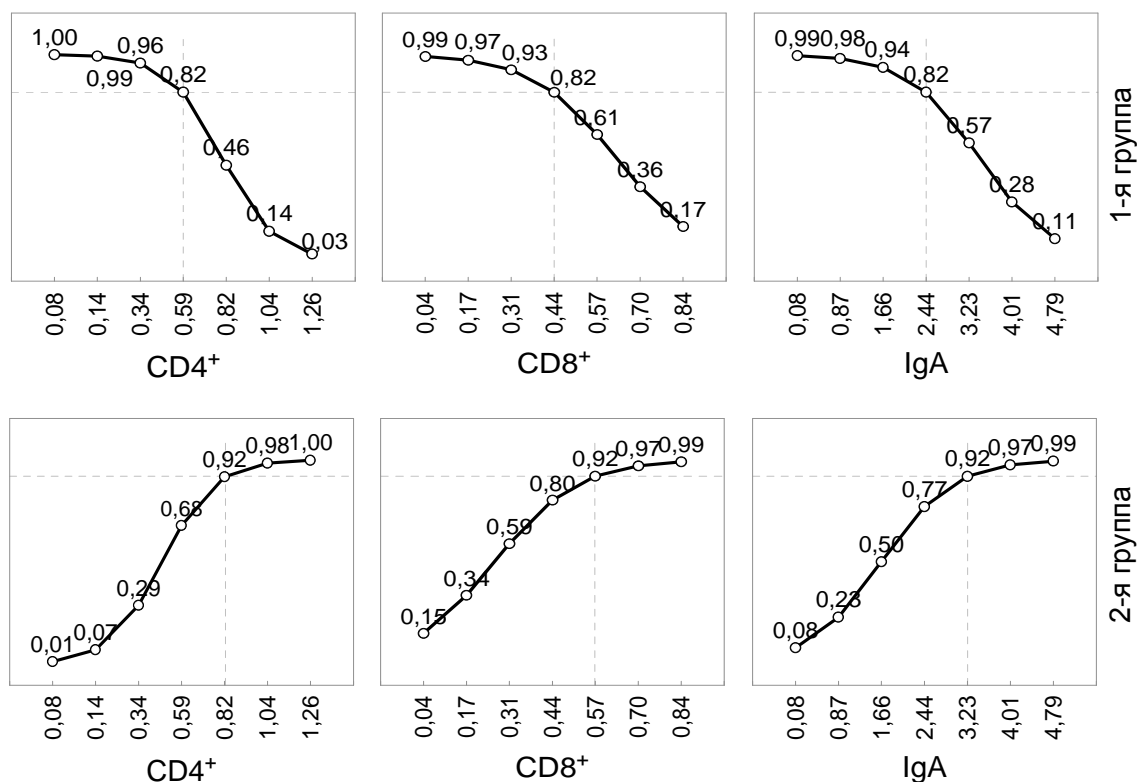 1,00 0,99 0,96 0,82 0,46 0,14 0,03
0,08 0,14 0,34 0,59 0,82 1,04 1,26
CD4+
0,99 0,97 0,93 0,82 0,61 0,36 0,17
0,04 0,17 0,31 0,44 0,57 0,70 0,84
CD8+
0,99 0,98 0,94 0,82 0,57 0,28 0,11
0,08 0,87 1,66 2,44 3,23 4,01 4,79
IgA
1-я группа
0,01 0,07 0,29 0,68 0,92 0,98 1,00
0,08 0,14 0,34 0,59 0,82 1,04 1,26
CD4+
0,15 0,34 0,59 0,80 0,92 0,97 0,99
0,04 0,17 0,31 0,44 0,57 0,70 0,84
CD8+
0,08 0,23 0,50 0,77 0,92 0,97 0,99
0,08 0,87 1,66 2,44 3,23 4,01 4,79
IgA
2-я группа